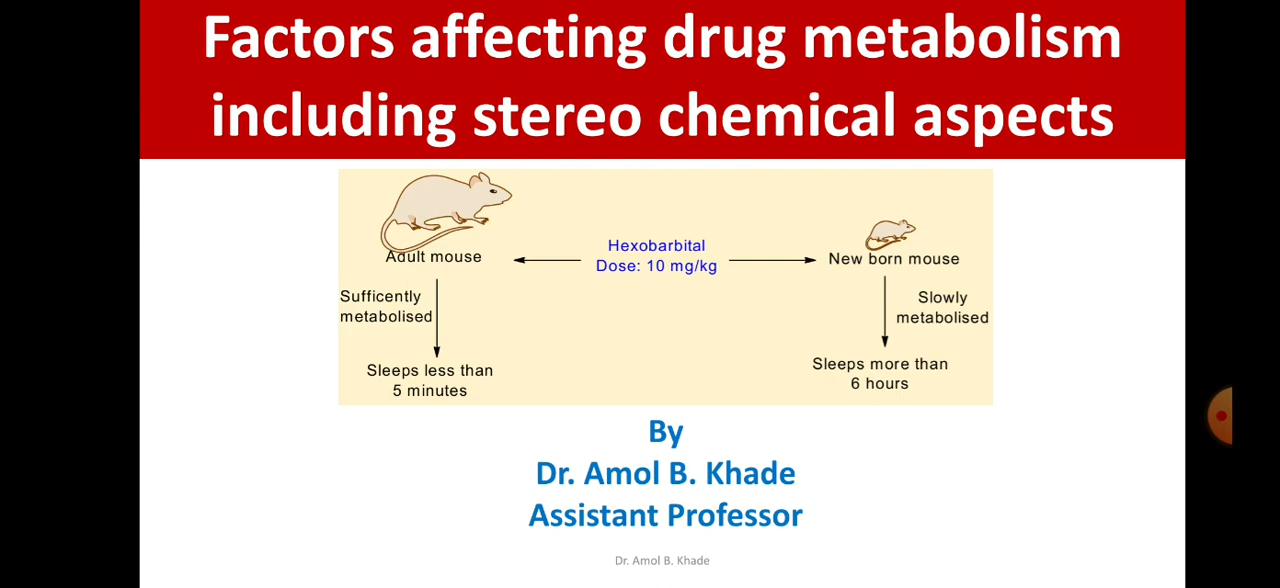 Factors affecting drug metabolism
including stereo chemical aspects
Hexobarbital
Dose: 10 mg/kg
Adult mouse
New born mouse
Sufficently
metabolised
Slowly
metabolised
Sleeps less than
5 minutes
Sleeps more than
6 hours
By
Dr. Amol B. Khade
Assistant Professor
Dr. Amol B. Khade